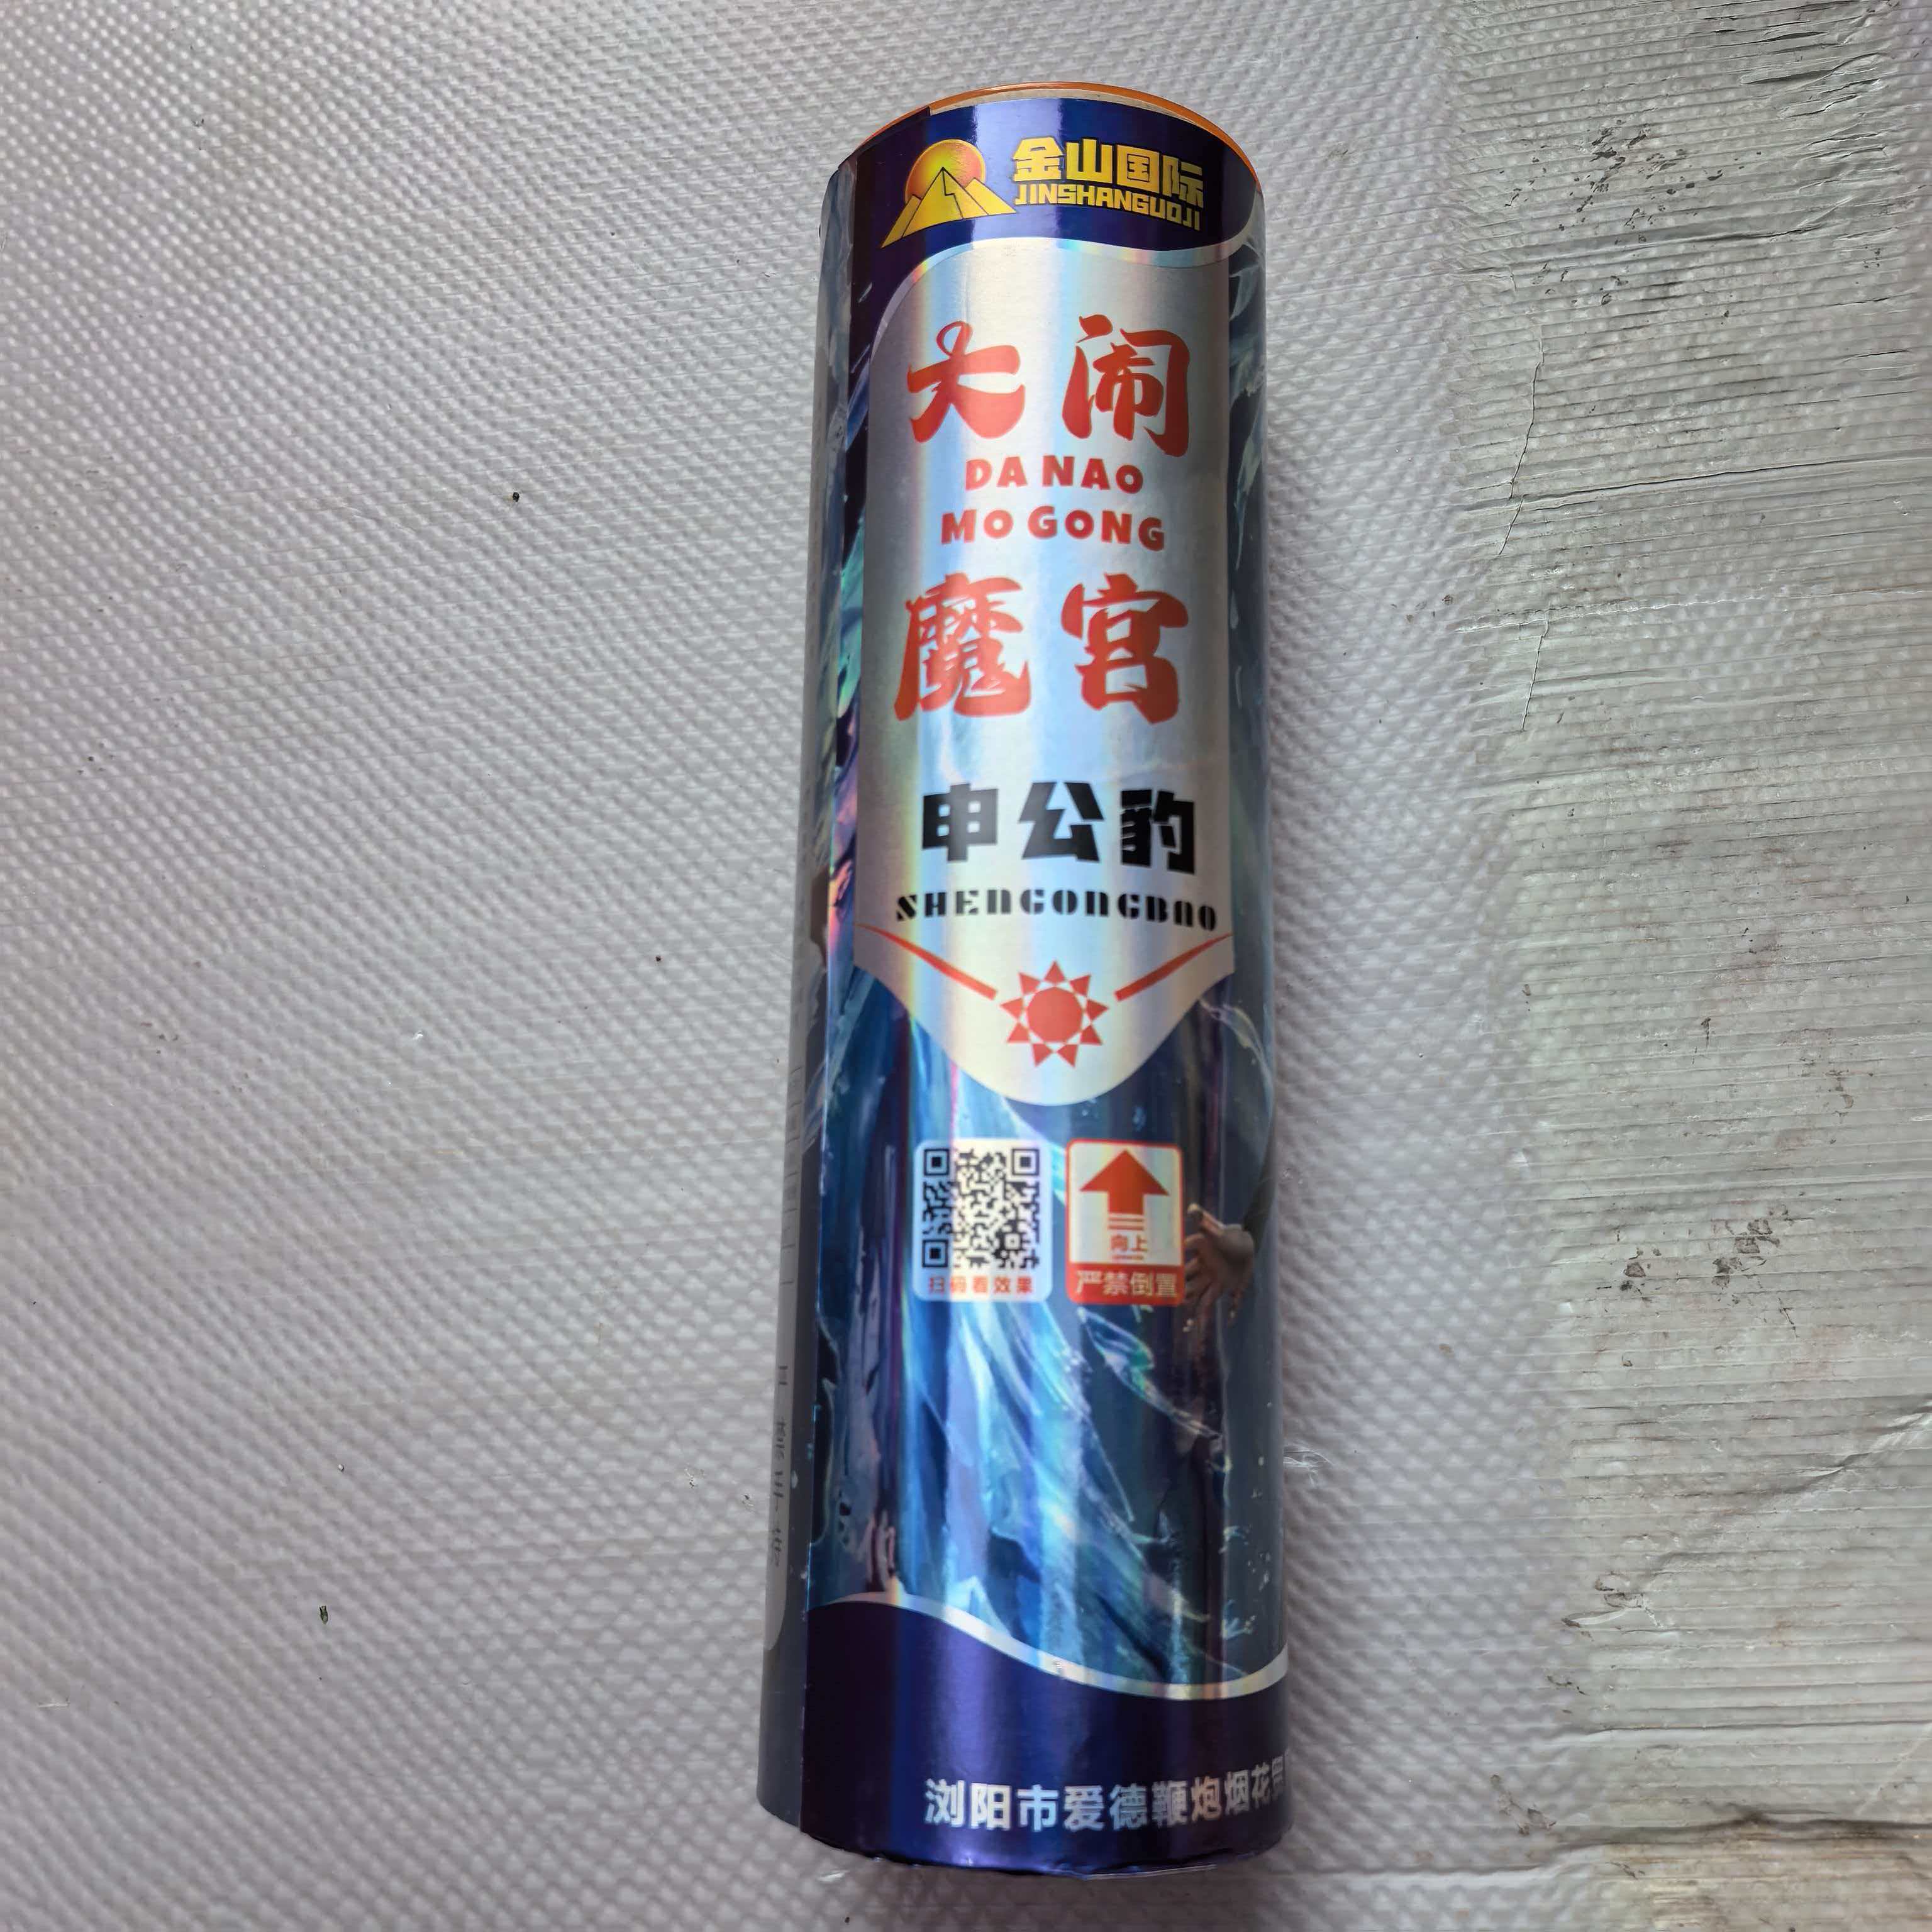 金山国际
JINSHANGUOJI
大闹
DA NAO
MO GONG
魔宫
申公豹
SHENGONGBAO
向上
扫码看效果
严禁倒置
浏阳市爱德鞭炮烟花贸